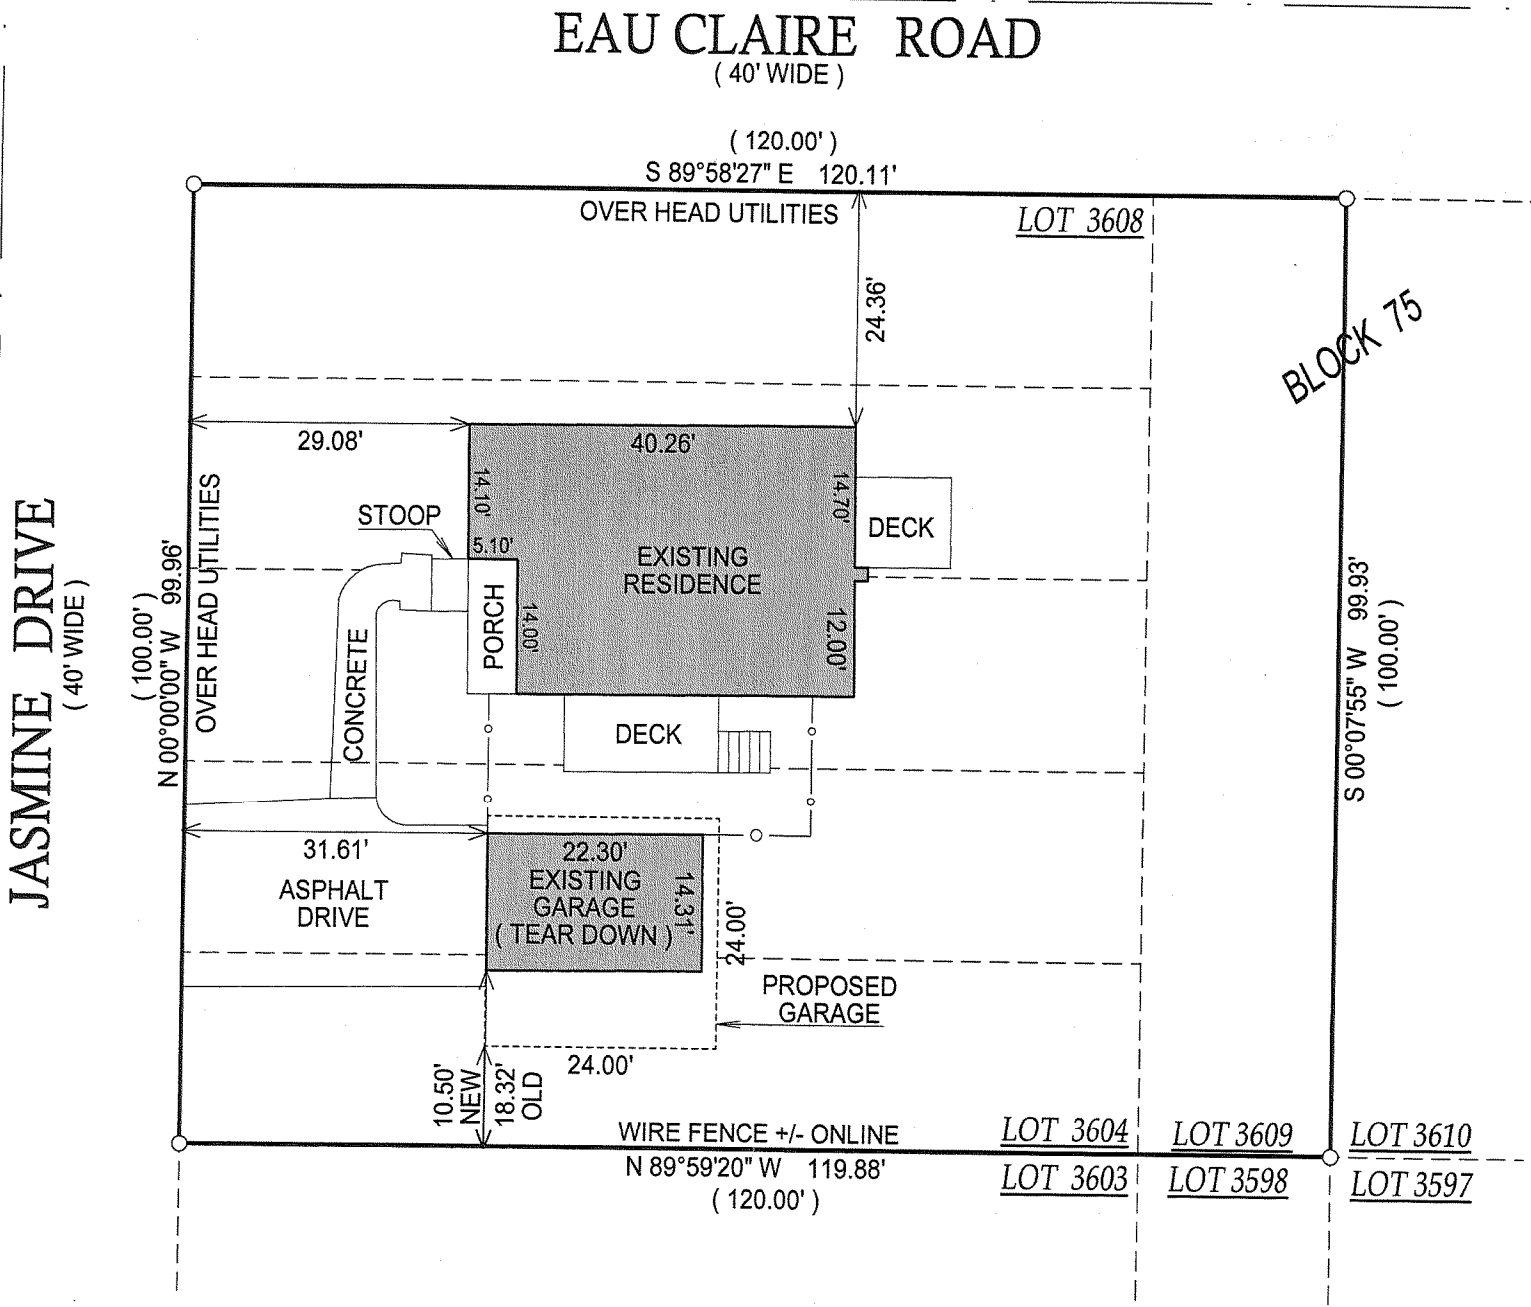 EAU CLAIRE ROAD
( 40' WIDE )
( 120.00' )
S 89°58'27" E 120.11'
OVER HEAD UTILITIES
LOT 3608
24.36'
BLOCK 75
29.08'
40.26'
14.10'
14.70'
STOOP
5.10'
DECK
EXISTING
RESIDENCE
PORCH
14.00'
12.00'
JASMINE DRIVE
( 40' WIDE )
( 100.00' )
N 00°00'00" W 99.96'
OVER HEAD UTILITIES
CONCRETE
DECK
S 00°07'55" W 99.93'
( 100.00' )
31.61'
ASPHALT
DRIVE
22.30'
EXISTING
GARAGE
( TEAR DOWN )
14.31'
24.00'
PROPOSED
GARAGE
24.00'
10.50'
NEW
18.32'
OLD
WIRE FENCE +/- ONLINE
LOT 3604
LOT 3609
LOT 3610
N 89°59'20" W 119.88'
( 120.00' )
LOT 3603
LOT 3598
LOT 3597